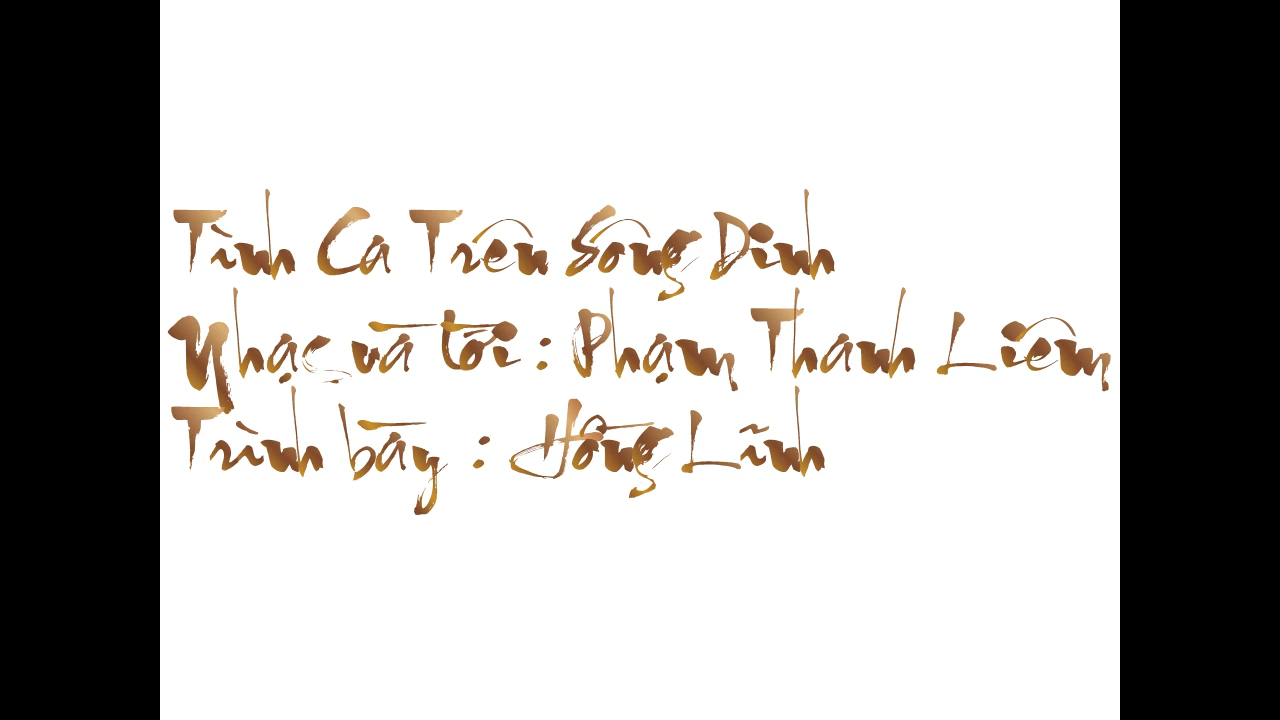 Tình Ca Trên Sông Dinh
Nhạc và lời : Phạm Thanh Liêm
Trình bày : Hồng Lĩnh